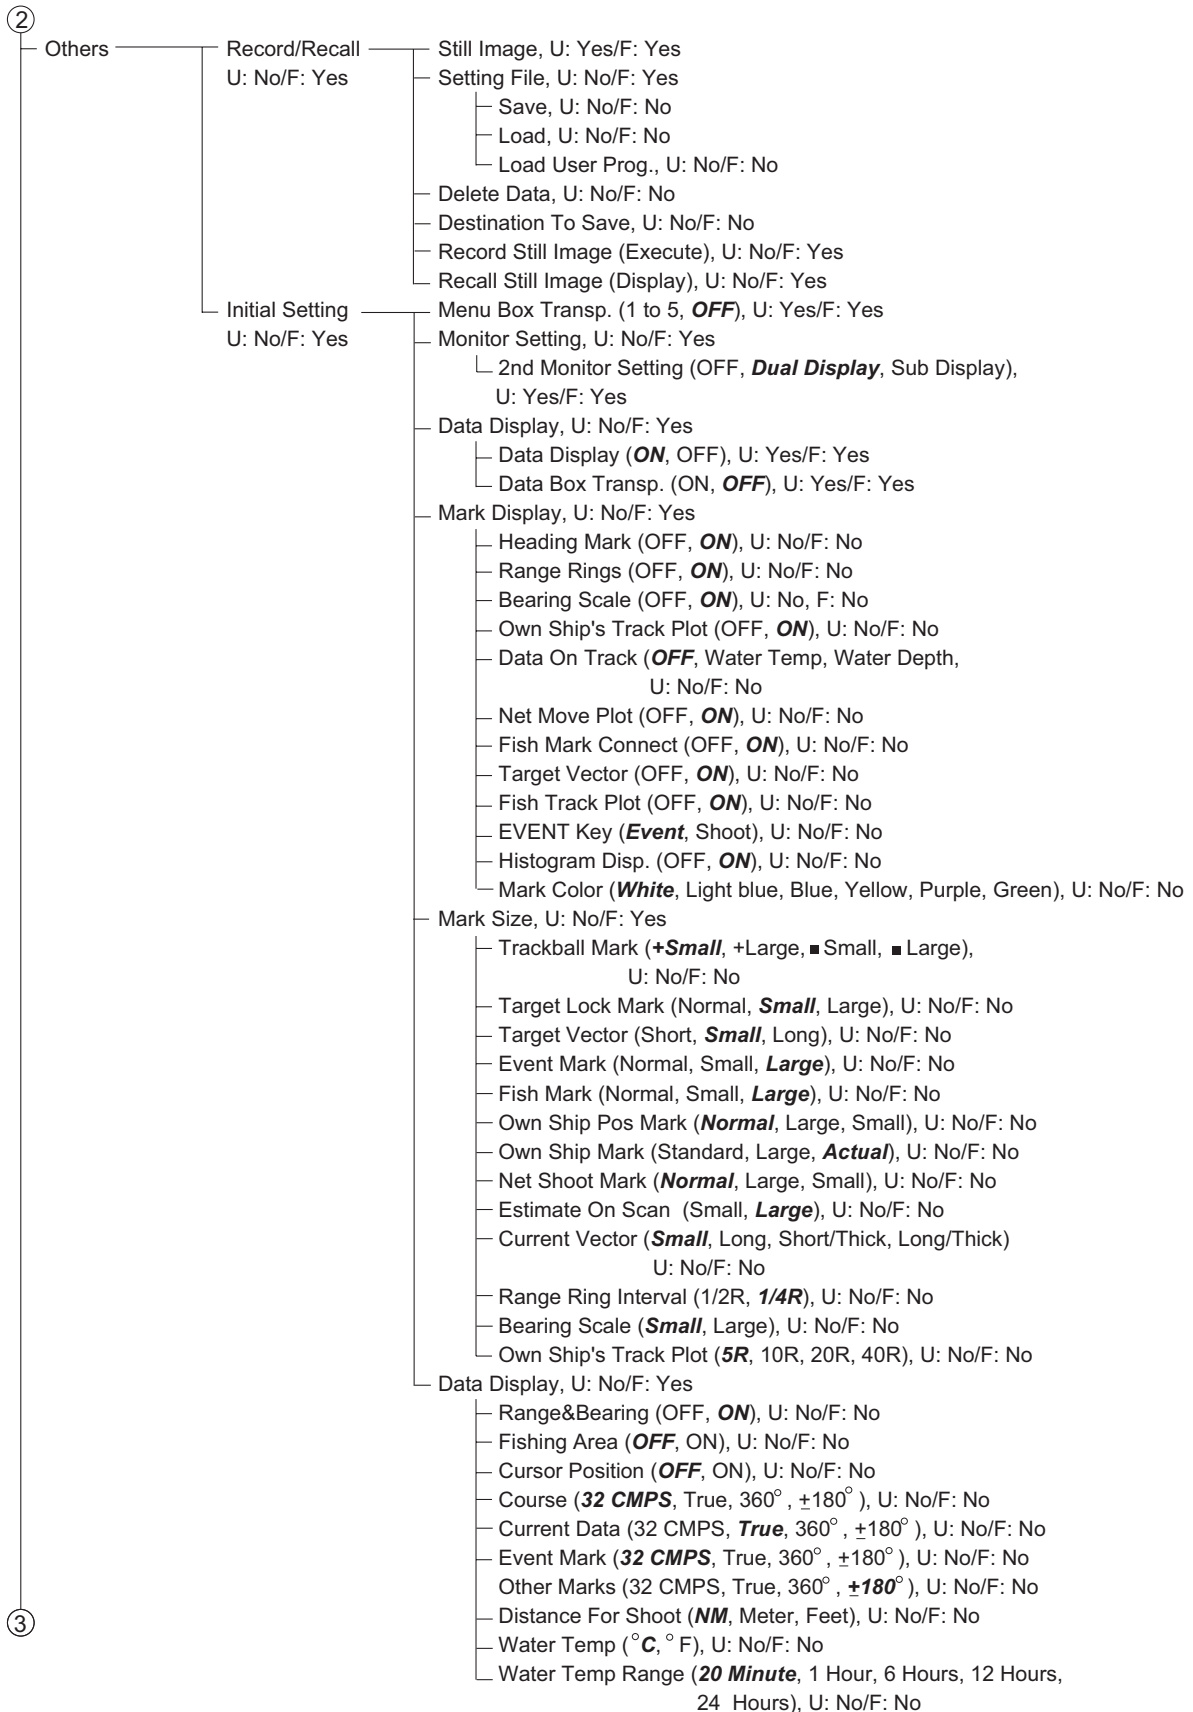 2
Others
Record/Recall
U: No/F: Yes
Still Image, U: Yes/F: Yes
Setting File, U: No/F: Yes
Save, U: No/F: No
Load, U: No/F: No
Load User Prog., U: No/F: No
Delete Data, U: No/F: No
Destination To Save, U: No/F: No
Record Still Image (Execute), U: No/F: Yes
Recall Still Image (Display), U: No/F: Yes
Initial Setting
U: No/F: Yes
Menu Box Transp. (1 to 5, OFF), U: Yes/F: Yes
Monitor Setting, U: No/F: Yes
2nd Monitor Setting (OFF, Dual Display, Sub Display),
U: Yes/F: Yes
Data Display, U: No/F: Yes
Data Display (ON, OFF), U: Yes/F: Yes
Data Box Transp. (ON, OFF), U: Yes/F: Yes
Mark Display, U: No/F: Yes
Heading Mark (OFF, ON), U: No/F: No
Range Rings (OFF, ON), U: No/F: No
Bearing Scale (OFF, ON), U: No, F: No
Own Ship's Track Plot (OFF, ON), U: No/F: No
Data On Track (OFF, Water Temp, Water Depth,
U: No/F: No
Net Move Plot (OFF, ON), U: No/F: No
Fish Mark Connect (OFF, ON), U: No/F: No
Target Vector (OFF, ON), U: No/F: No
Fish Track Plot (OFF, ON), U: No/F: No
EVENT Key (Event, Shoot), U: No/F: No
Histogram Disp. (OFF, ON), U: No/F: No
Mark Color (White, Light blue, Blue, Yellow, Purple, Green), U: No/F: No
Mark Size, U: No/F: Yes
Trackball Mark (+Small, +Large, ■ Small, ■ Large),
U: No/F: No
Target Lock Mark (Normal, Small, Large), U: No/F: No
Target Vector (Short, Small, Long), U: No/F: No
Event Mark (Normal, Small, Large), U: No/F: No
Fish Mark (Normal, Small, Large), U: No/F: No
Own Ship Pos Mark (Normal, Large, Small), U: No/F: No
Own Ship Mark (Standard, Large, Actual), U: No/F: No
Net Shoot Mark (Normal, Large, Small), U: No/F: No
Estimate On Scan (Small, Large), U: No/F: No
Current Vector (Small, Long, Short/Thick, Long/Thick)
U: No/F: No
Range Ring Interval (1/2R, 1/4R), U: No/F: No
Bearing Scale (Small, Large), U: No/F: No
Own Ship's Track Plot (5R, 10R, 20R, 40R), U: No/F: No
Data Display, U: No/F: Yes
Range&Bearing (OFF, ON), U: No/F: No
Fishing Area (OFF, ON), U: No/F: No
Cursor Position (OFF, ON), U: No/F: No
Course (32 CMPS, True, 360°, ±180°), U: No/F: No
Current Data (32 CMPS, True, 360°, ±180°), U: No/F: No
Event Mark (32 CMPS, True, 360°, ±180°), U: No/F: No
Other Marks (32 CMPS, True, 360°, ±180°), U: No/F: No
Distance For Shoot (NM, Meter, Feet), U: No/F: No
Water Temp (°C, °F), U: No/F: No
Water Temp Range (20 Minute, 1 Hour, 6 Hours, 12 Hours,
24 Hours), U: No/F: No
3